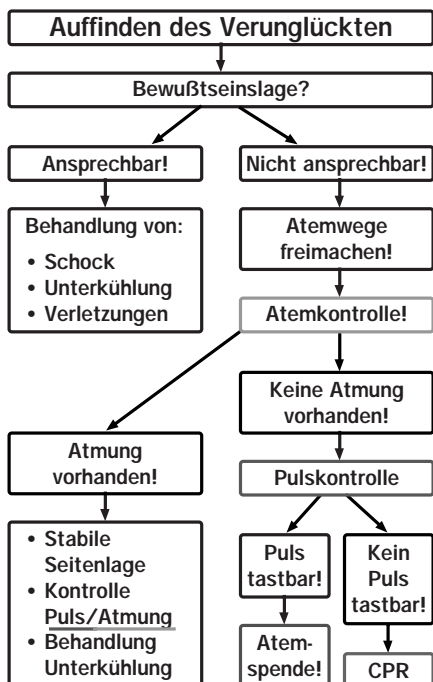 Auffinden des Verunglückten
Bewußtseinslage?
Ansprechbar!
Nicht ansprechbar!
Behandlung von:
• Schock
• Unterkühlung
• Verletzungen
Atemwege
freimachen!
Atemkontrolle!
Keine Atmung
vorhanden!
Atmung
vorhanden!
Pulskontrolle
• Stabile
Seitenlage
• Kontrolle
Puls/Atmung
• Behandlung
Unterkühlung
Puls
tastbar!
Kein
Puls
tastbar!
Atem-
spende!
CPR